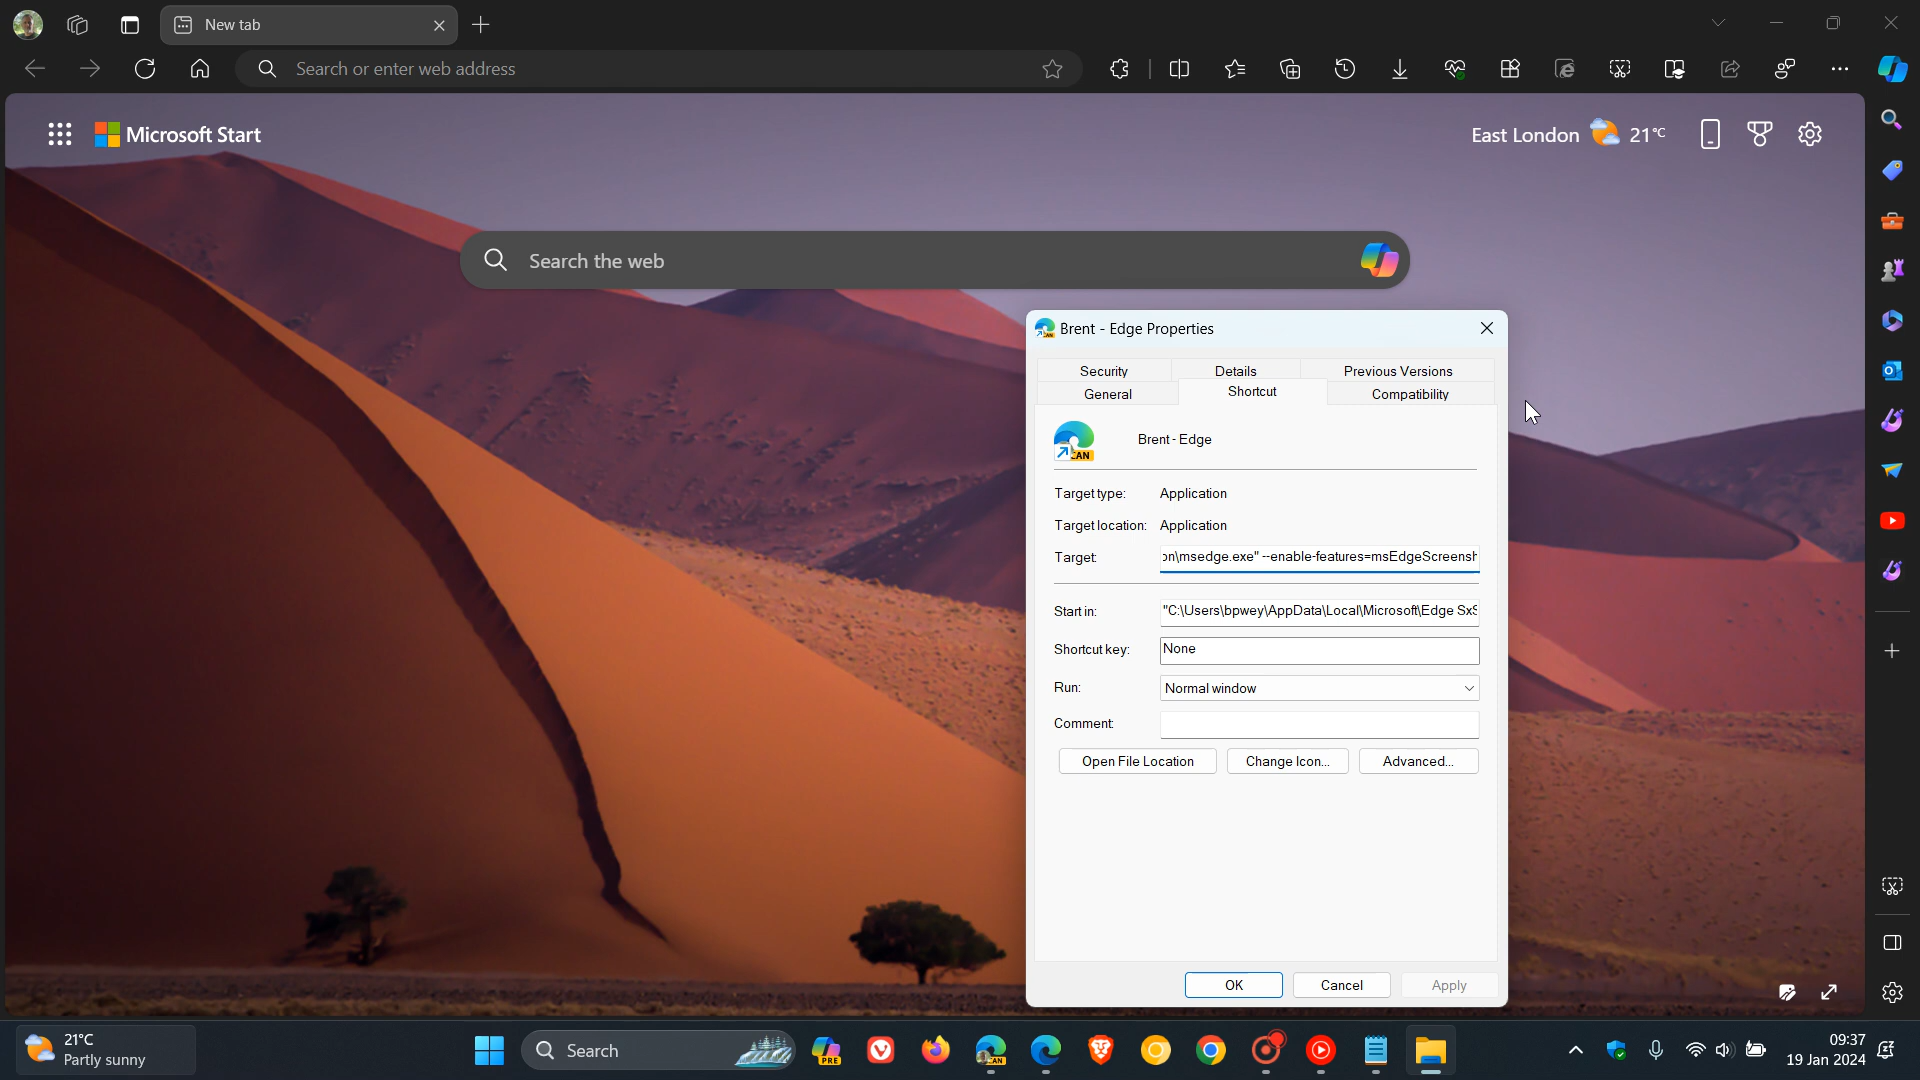 New tab
Search or enter web address
Microsoft Start
East London
21°C
Search the web
Brent - Edge Properties
Security
Details
Previous Versions
General
Shortcut
Compatibility
CAN
Brent - Edge
Target type:
Application
Target location:
Application
Target:
on\msedge.exe" --enable-features=msEdgeScreensh
Start in:
"C:\Users\bpwey\AppData\Local\Microsoft\Edge SxS
Shortcut key:
None
Run:
Normal window
Comment:
Open File Location
Change Icon...
Advanced...
OK
Cancel
Apply
21°C
Partly sunny
Search
PRE
CAN
09:37
19 Jan 2024